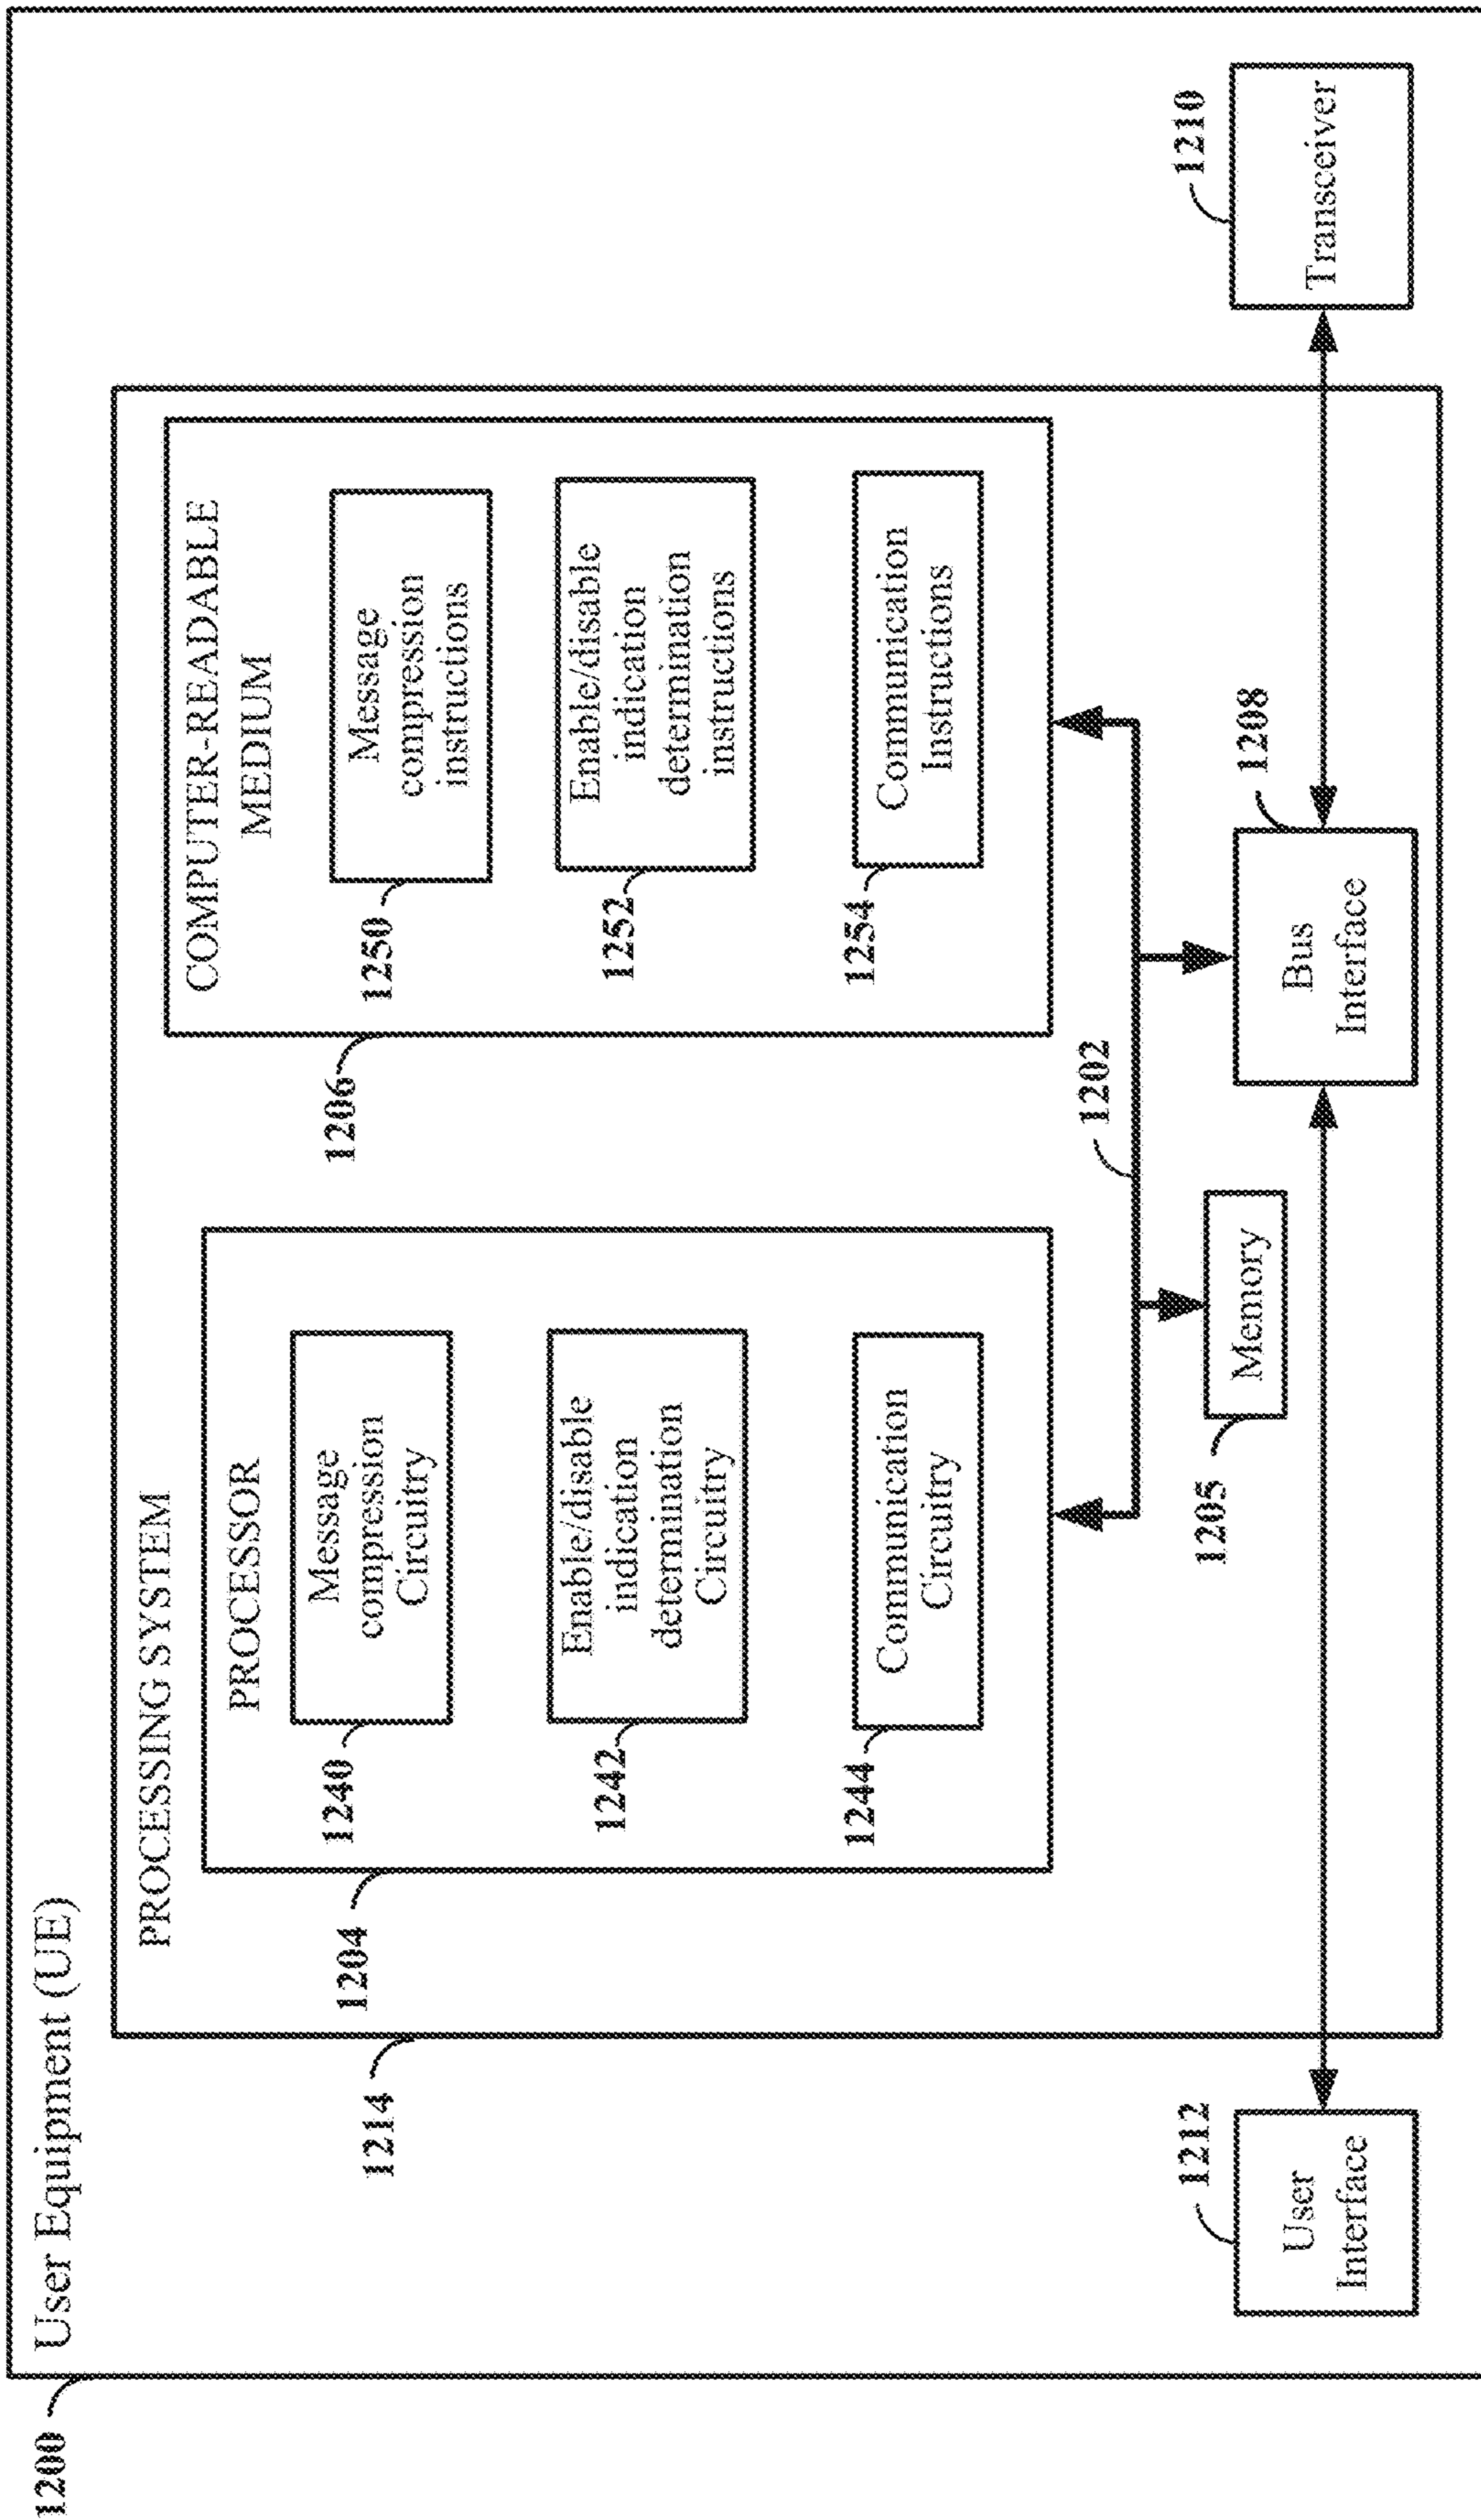 1200
User Equipment (UE)
1214
PROCESSING SYSTEM
1204
PROCESSOR
1240
Message
compression
Circuitry
1242
Enable/disable
indication
determination
Circuitry
1244
Communication
Circuitry
1206
COMPUTER-READABLE
MEDIUM
1250
Message
compression
instructions
1252
Enable/disable
indication
determination
instructions
1254
Communication
Instructions
1202
1205
Memory
1208
Bus
Interface
1212
User
Interface
1210
Transceiver